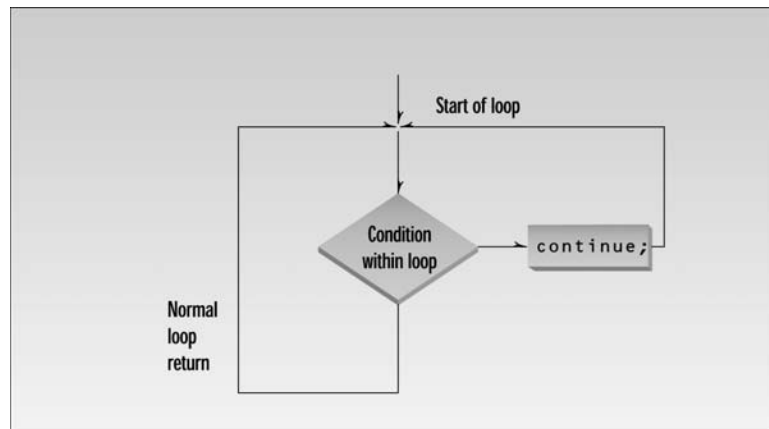 Start of loop
Condition
within loop
continue;
Normal
loop
return